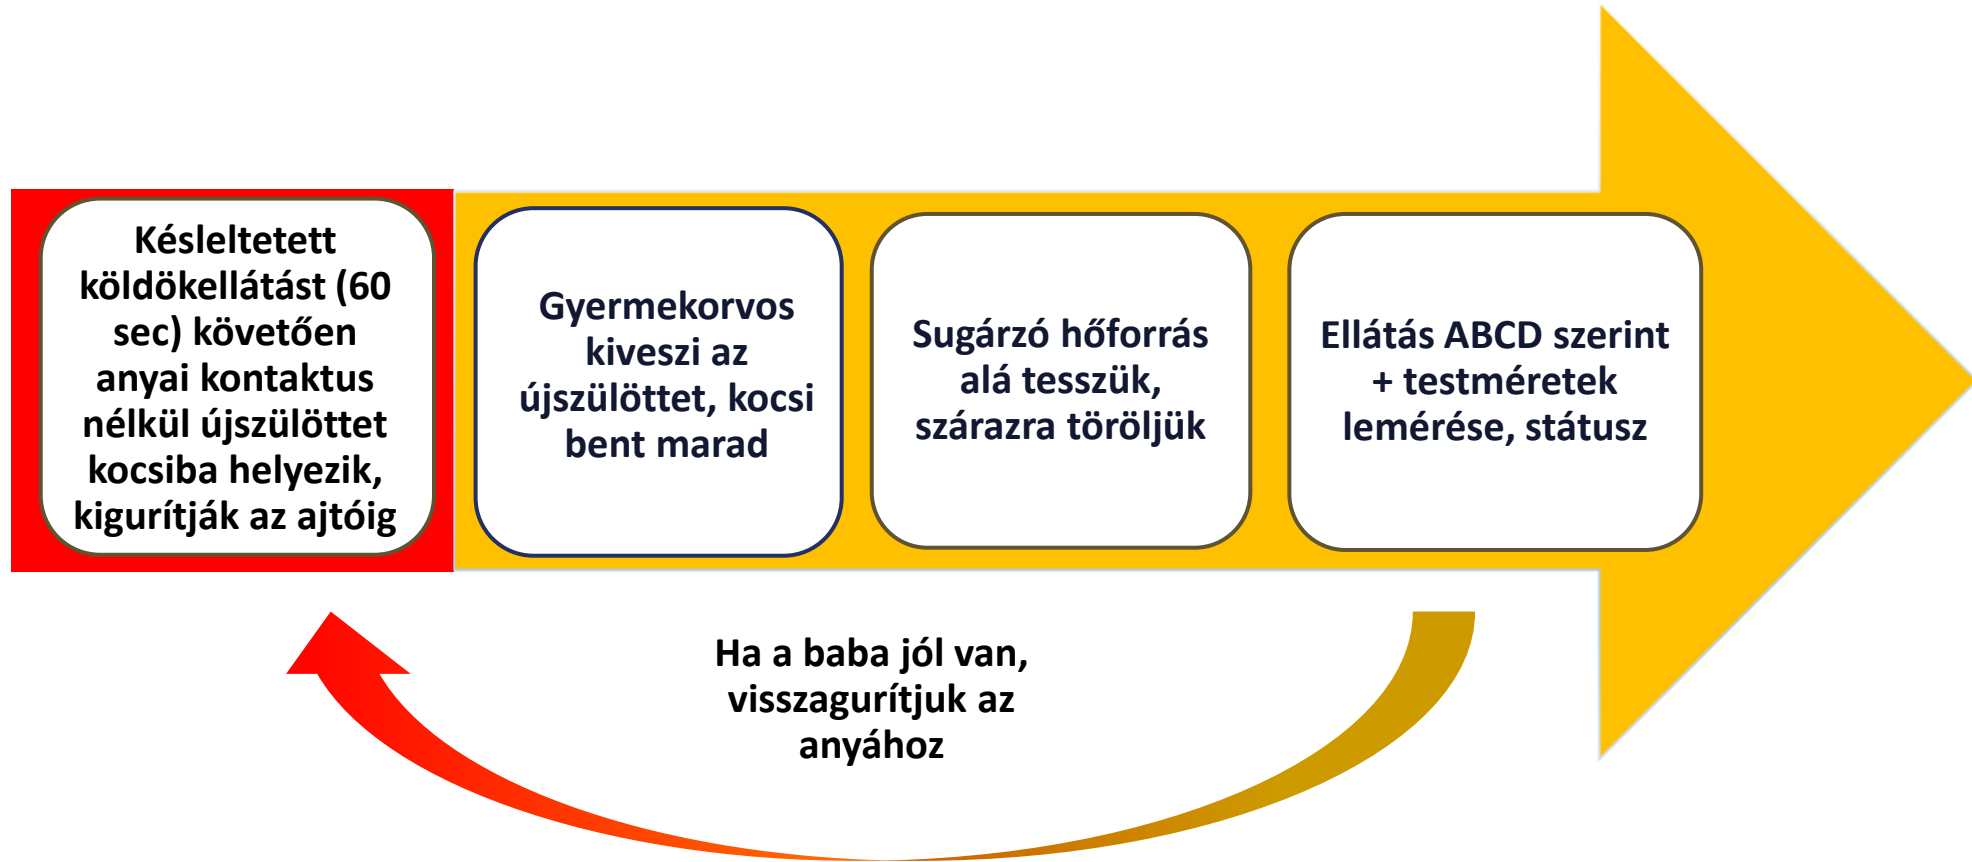 Késleltetett
köldökellátást (60
sec) követően
anyai kontaktus
nélkül újszülöttet
kocsiba helyezik,
kigurítják az ajtóig
Gyermekorvos
kiveszi az
újszülöttet, kocsi
bent marad
Sugárzó hőforrás
alá tesszük,
szárazra töröljük
Ellátás ABCD szerint
+ testméretek
lemérése, státusz
Ha a baba jól van,
visszagurítjuk az
anyához